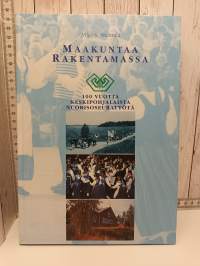 MAAKUNTAA
RAKENTAMASSA
100 VUOTTA
KESKIPOHJALAISTA
NUORISOSEURATYÖTÄ